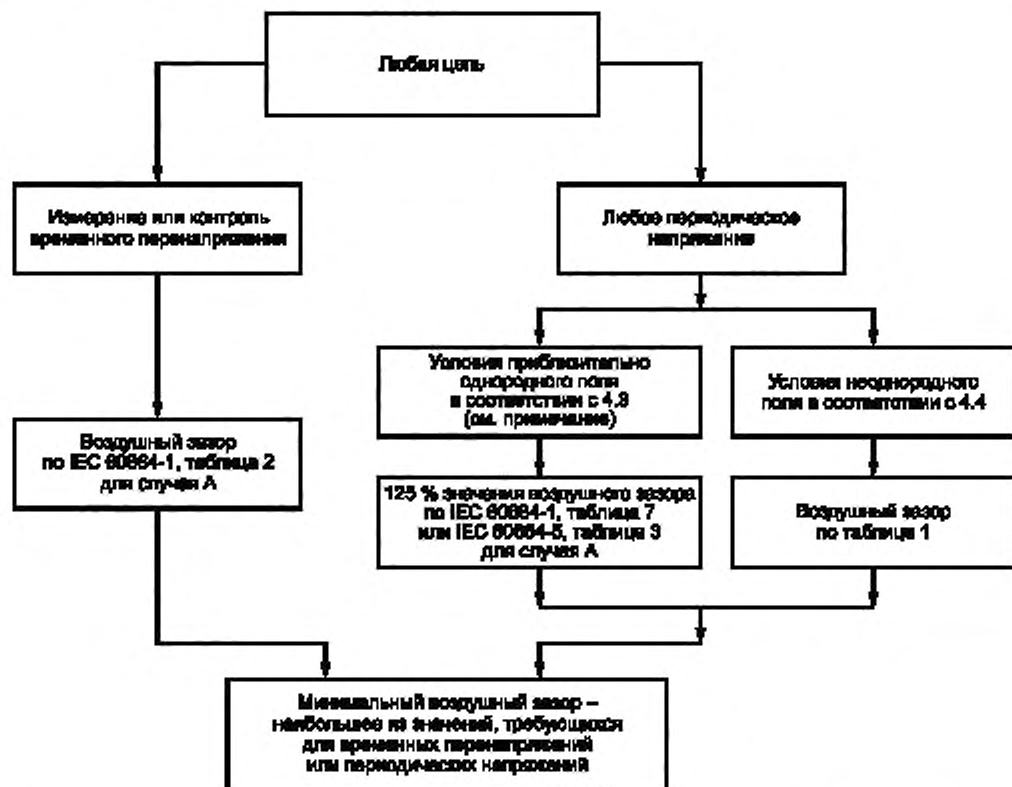 Любая цепь
Измерение или контроль
временного перенапряжения
Любое периодическое
напряжение
Условия приблизительно
однородного поля
в соответствии с 4.3
(см. примечание)
Условия неоднородного
поля в соответствии с 4.4
Воздушный зазор
по IEC 60664-1, таблица 2
для случая А
125 % значения воздушного зазора
по IEC 60664-1, таблица 7
или IEC 60664-5, таблица 3
для случая А
Воздушный зазор
по таблице 1
Минимальный воздушный зазор –
наибольшее из значений, требующихся
для временных перенапряжений
или периодических напряжений